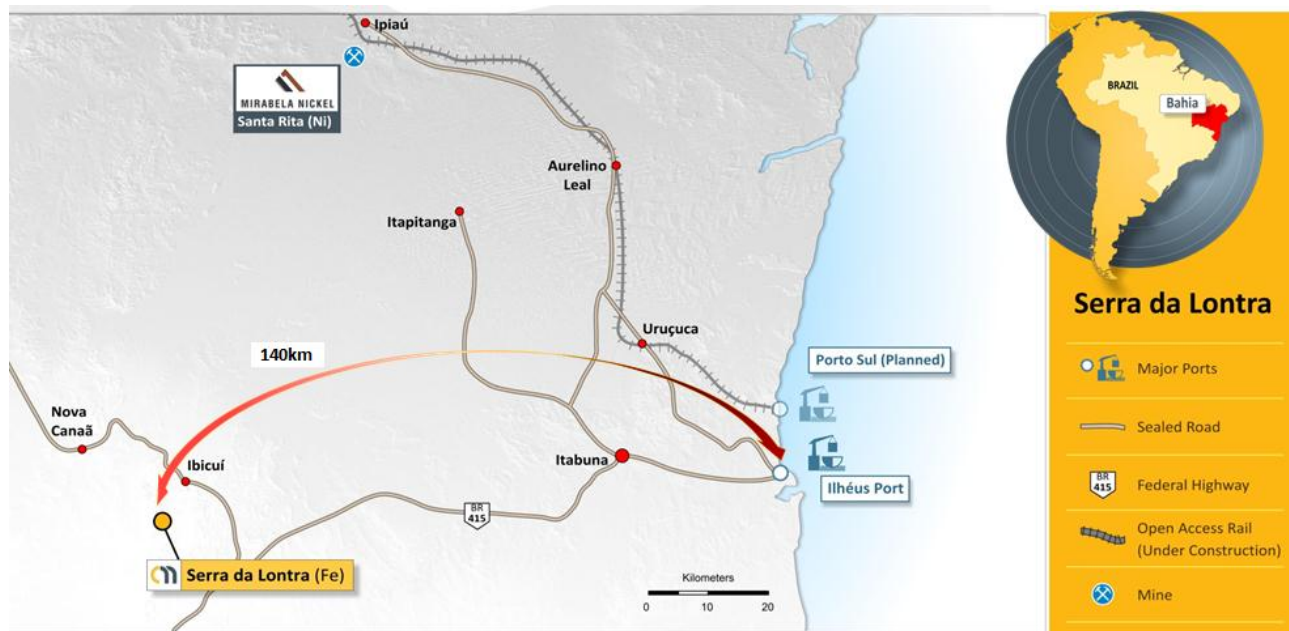 Ipiaú
MIRABELA NICKEL
Santa Rita (Ni)
Aurelino
Leal
Itapitanga
Uruçuca
140km
Porto Sul (Planned)
Nova
Canaã
Ibicuí
Itabuna
Ilhéus Port
BR
415
Serra da Lontra (Fe)
Kilometers
0 10 20
BRAZIL
Bahia
Serra da Lontra
Major Ports
Sealed Road
BR
415
Federal Highway
Open Access Rail
(Under Construction)
Mine